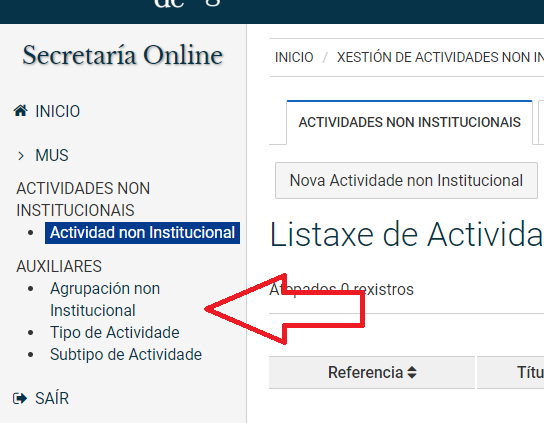 Secretaría Online
INICIO
MUS
ACTIVIDADES NON
INSTITUCIONAIS
Actividad non Institucional
AUXILIARES
Agrupación non
Institucional
Tipo de Actividade
Subtipo de Actividade
SAÍR
INICIO / XESTIÓN DE ACTIVIDADES NON
ACTIVIDADES NON INSTITUCIONAIS
Nova Actividade non Institucional
Listaxe de Activida
Atopados 0 rexistros
Referencia
Títu